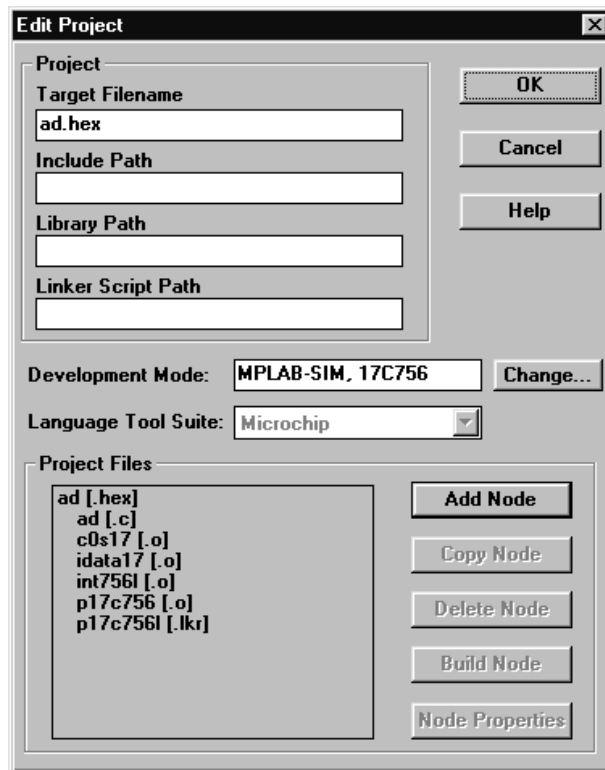 Edit Project
Project
Target Filename
ad.hex
Include Path
Library Path
Linker Script Path
OK
Cancel
Help
Development Mode: MPLAB-SIM, 17C756 Change...
Language Tool Suite: Microchip
Project Files
ad [.hex]
ad [.c]
c0s17 [.o]
idata17 [.o]
int756l [.o]
p17c756 [.o]
p17c756l [.lkr]
Add Node
Copy Node
Delete Node
Build Node
Node Properties